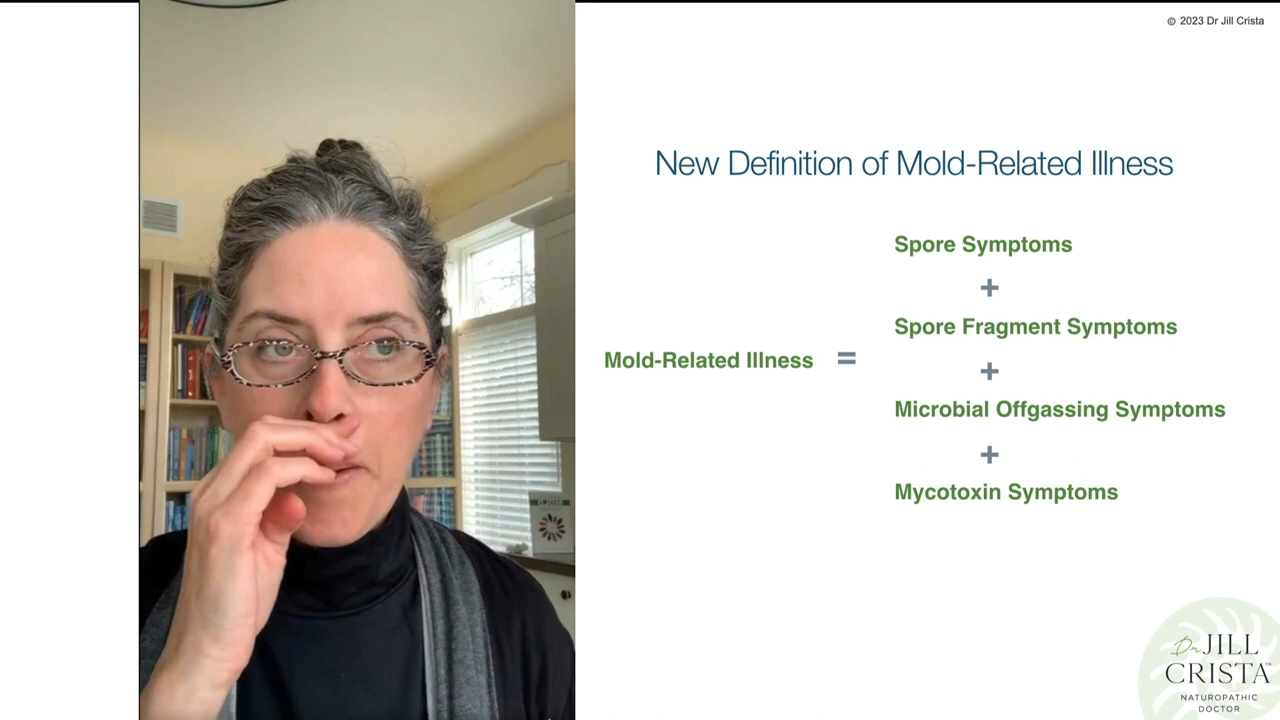 © 2023 Dr Jill Crista
New Definition of Mold-Related Illness
Spore Symptoms
+
Spore Fragment Symptoms
+
Mold-Related Illness =
Microbial Offgassing Symptoms
+
Mycotoxin Symptoms
Dr JILL
CRISTA™
NATUROPATHIC
DOCTOR